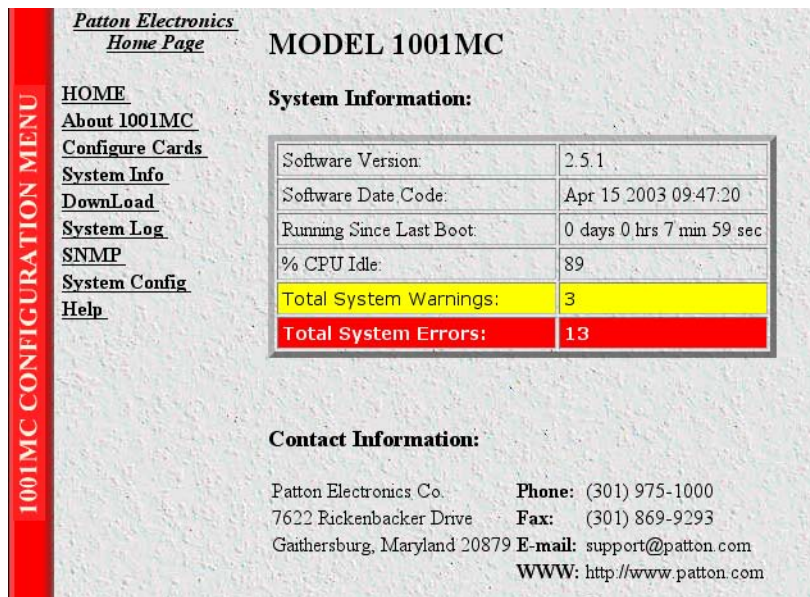 1001MC CONFIGURATION MENU
Patton Electronics
Home Page
HOME
About 1001MC
Configure Cards
System Info
DownLoad
System Log
SNMP
System Config
Help
MODEL 1001MC
System Information:
Software Version: 2.5.1
Software Date Code: Apr 15 2003 09:47:20
Running Since Last Boot: 0 days 0 hrs 7 min 59 sec
% CPU Idle: 89
Total System Warnings: 3
Total System Errors: 13
Contact Information:
Patton Electronics Co. Phone: (301) 975-1000
7622 Rickenbacker Drive Fax: (301) 869-9293
Gaithersburg, Maryland 20879 E-mail: support@patton.com
WWW: http://www.patton.com